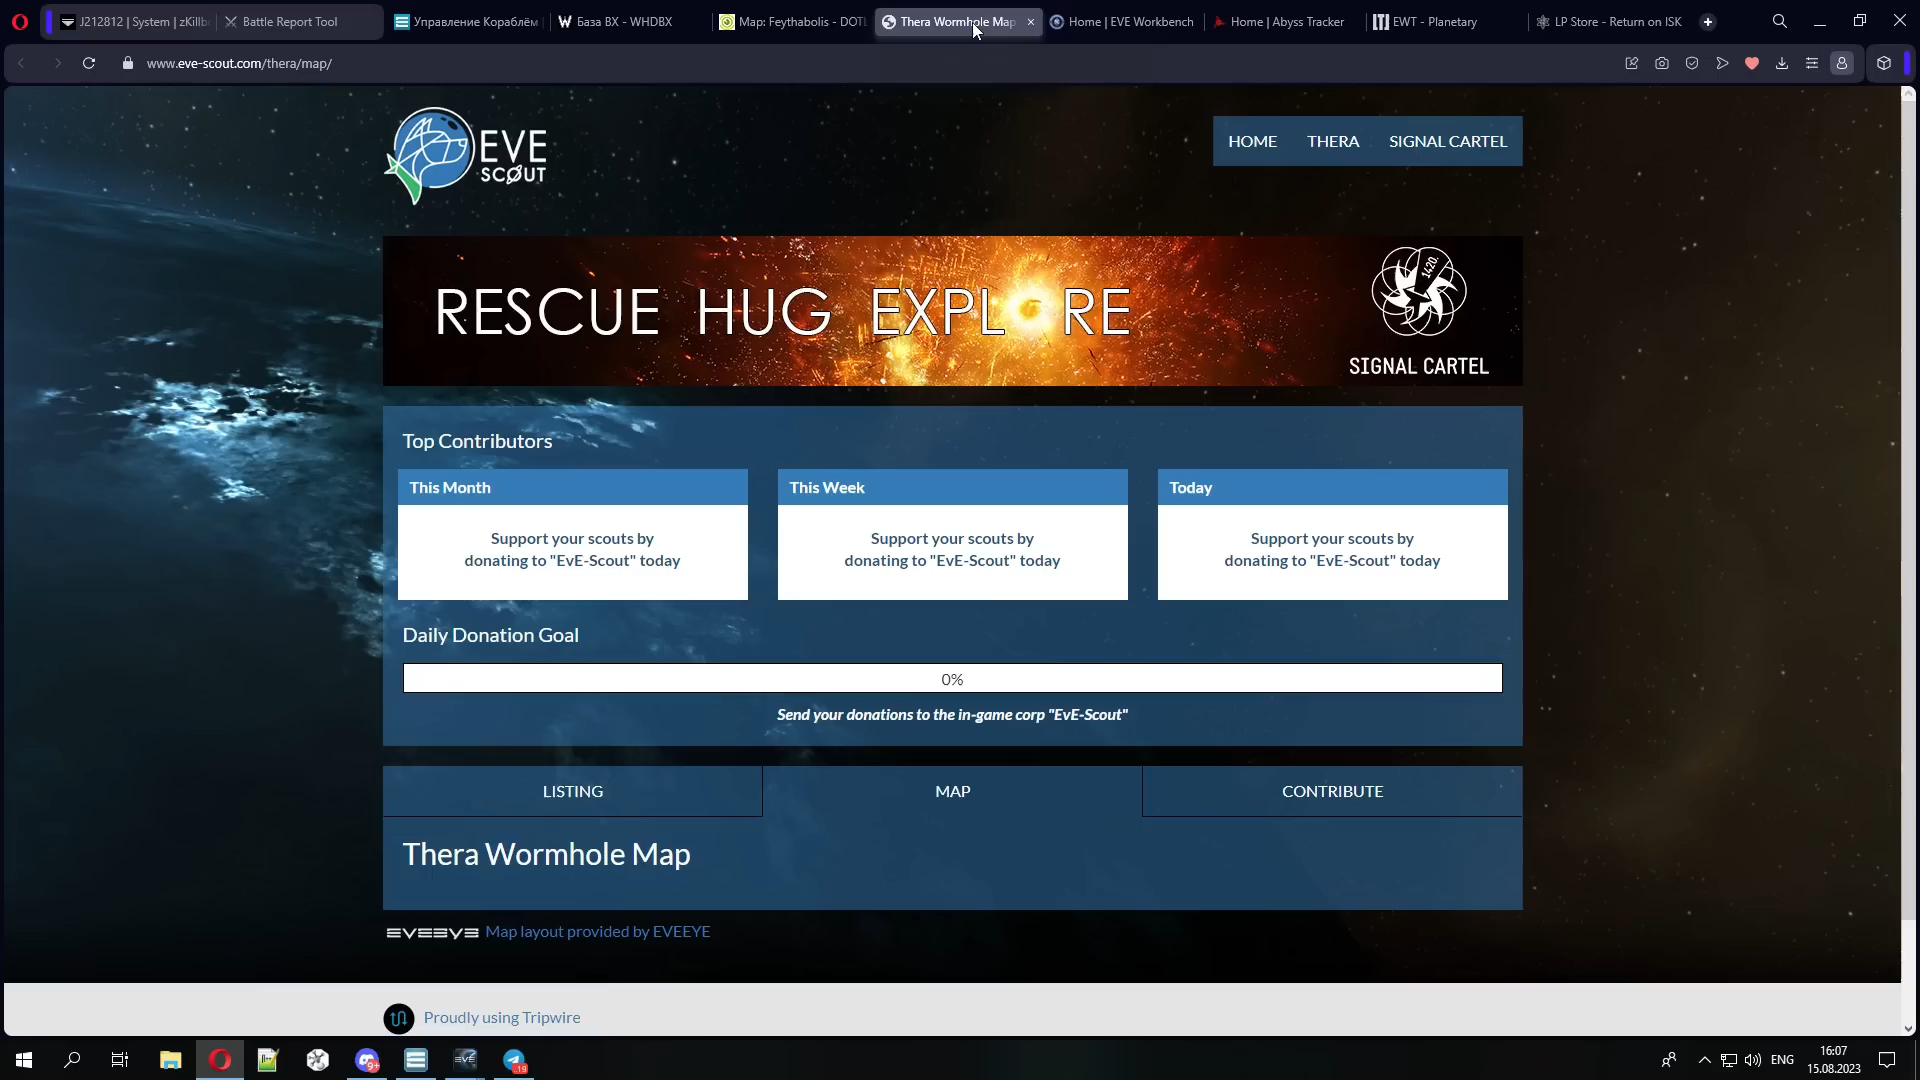 J212812 | System | zKillb
Battle Report Tool
Управление Кораблём
База ВХ - WHDBX
Map: Feythabolis - DOTL
Thera Wormhole Map
Home | EVE Workbench
Home | Abyss Tracker
EWT - Planetary
LP Store - Return on ISK
www.eve-scout.com/thera/map/
EVE
SCOUT
HOME
THERA
SIGNAL CARTEL
RESCUE HUG EXPLORE
1420.
SIGNAL CARTEL
Top Contributors
This Month
Support your scouts by
donating to "EvE-Scout" today
This Week
Support your scouts by
donating to "EvE-Scout" today
Today
Support your scouts by
donating to "EvE-Scout" today
Daily Donation Goal
0%
Send your donations to the in-game corp "EvE-Scout"
LISTING
MAP
CONTRIBUTE
Thera Wormhole Map
EVEEYE Map layout provided by EVEEYE
Proudly using Tripwire
9+
EVE
19
ENG
16:07
15.08.2023